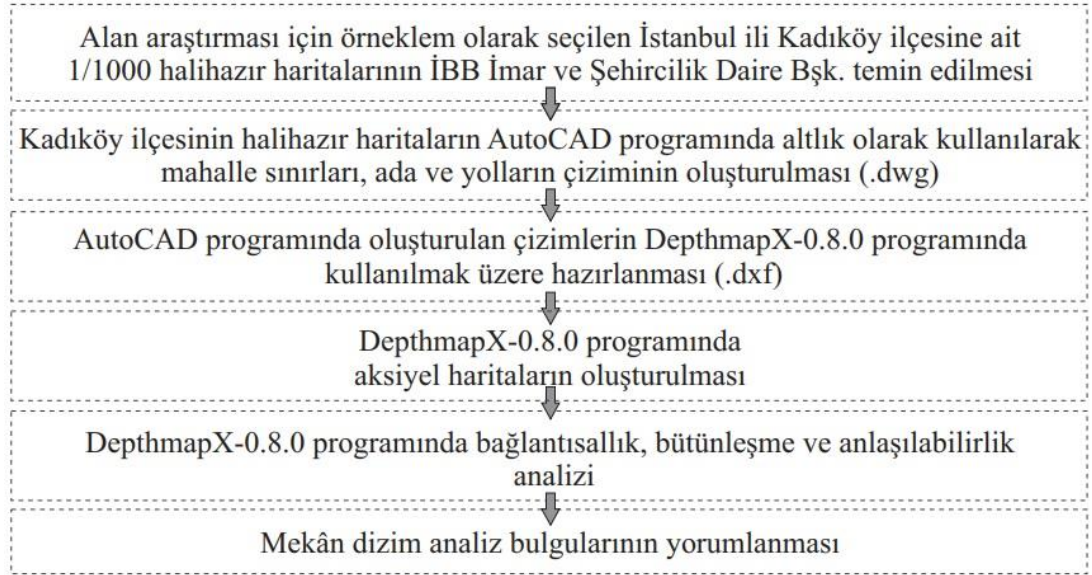 Alan araştırması için örneklem olarak seçilen İstanbul ili Kadıköy ilçesine ait
1/1000 halihazır haritalarının İBB İmar ve Şehircilik Daire Bşk. temin edilmesi
Kadıköy ilçesinin halihazır haritaların AutoCAD programında altlık olarak kullanılarak
mahalle sınırları, ada ve yolların çiziminin oluşturulması (.dwg)
AutoCAD programında oluşturulan çizimlerin DepthmapX-0.8.0 programında
kullanılmak üzere hazırlanması (.dxf)
DepthmapX-0.8.0 programında
aksiyel haritaların oluşturulması
DepthmapX-0.8.0 programında bağlantısallık, bütünleşme ve anlaşılabilirlik
analizi
Mekân dizim analiz bulgularının yorumlanması